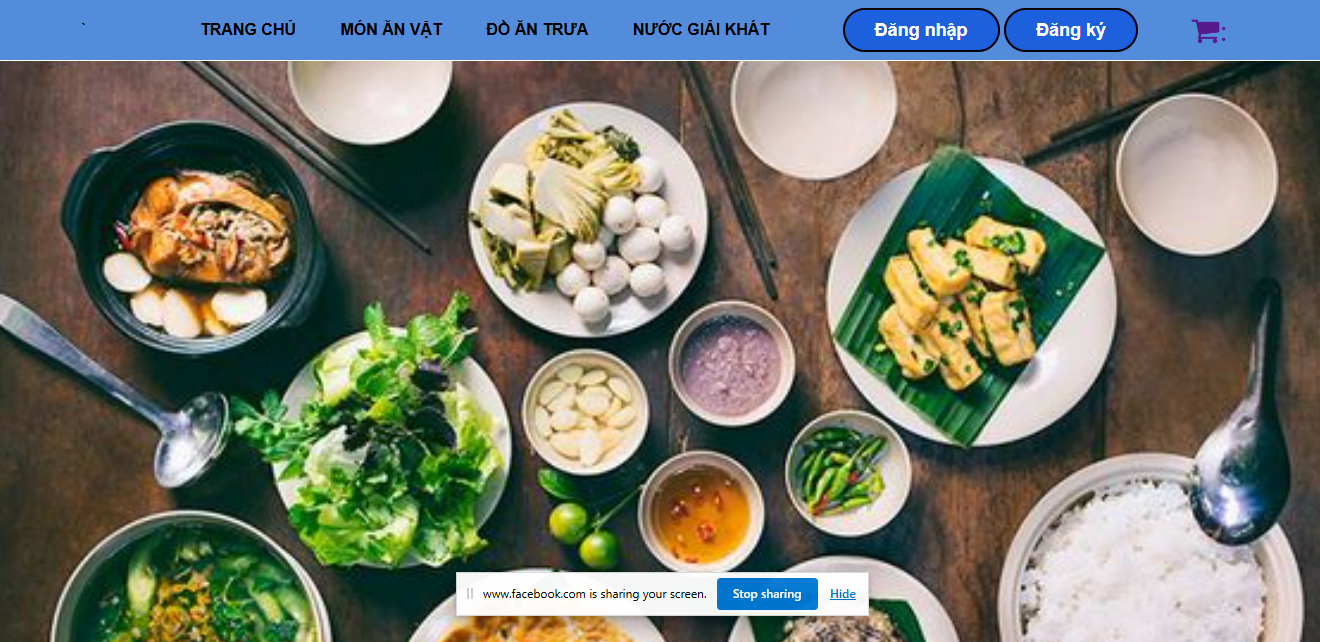 `
TRANG CHỦ
MÓN ĂN VẶT
ĐỒ ĂN TRƯA
NƯỚC GIẢI KHÁT
Đăng nhập
Đăng ký
:
www.facebook.com is sharing your screen.
Stop sharing
Hide